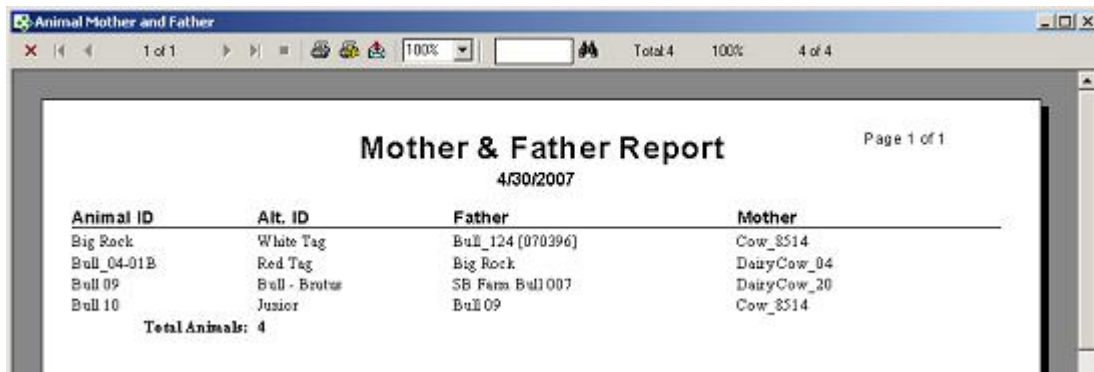 Animal Mother and Father
1 of 1 100% Total:4 100% 4 of 4
Mother & Father Report
Page 1 of 1
4/30/2007
Animal ID Alt. ID Father Mother
Big Rock White Tag Bull_124 (070396) Cow_8514
Bull_04-01B Red Tag Big Rock DairyCow_04
Bull 09 Bull - Brutus SB Farm Bull 007 DairyCow_20
Bull 10 Junior Bull 09 Cow_8514
Total Animals: 4